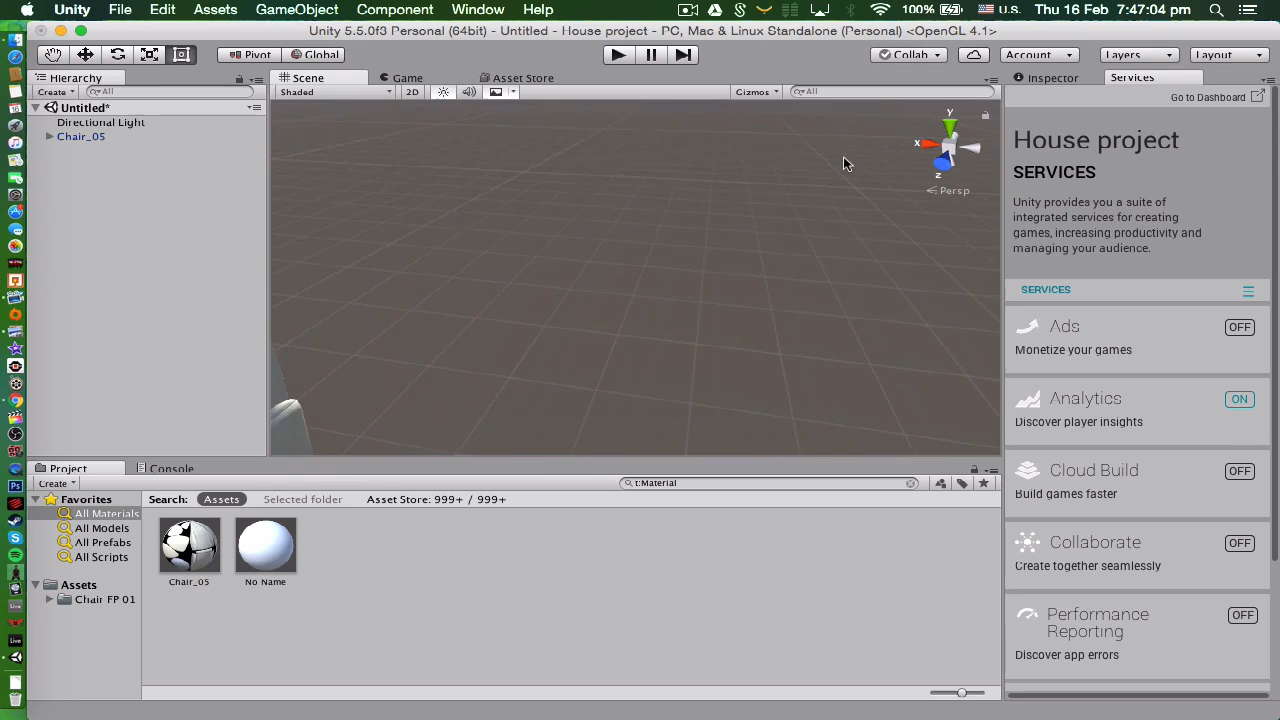 Unity File Edit Assets GameObject Component Window Help 100% U.S. Thu 16 Feb 7:47:04 pm
Unity 5.5.0f3 Personal (64bit) - Untitled - House project - PC, Mac & Linux Standalone (Personal) <OpenGL 4.1>
Pivot Global Collab Account Layers Layout
Hierarchy Scene Game Asset Store Inspector Services
Create All Shaded 2D Gizmos All Go to Dashboard
Untitled*
Directional Light
Chair_05
y
x
z
Persp
House project
SERVICES
Unity provides you a suite of
integrated services for creating
games, increasing productivity and
managing your audience.
SERVICES
Ads OFF
Monetize your games
Analytics ON
Discover player insights
Cloud Build OFF
Build games faster
Collaborate OFF
Create together seamlessly
Performance
Reporting OFF
Discover app errors
Project Console
Create t:Material
Favorites Search: Assets Selected folder Asset Store: 999+ / 999+
All Materials
All Models
All Prefabs
All Scripts
Chair_05 No Name
Assets
Chair FP 01